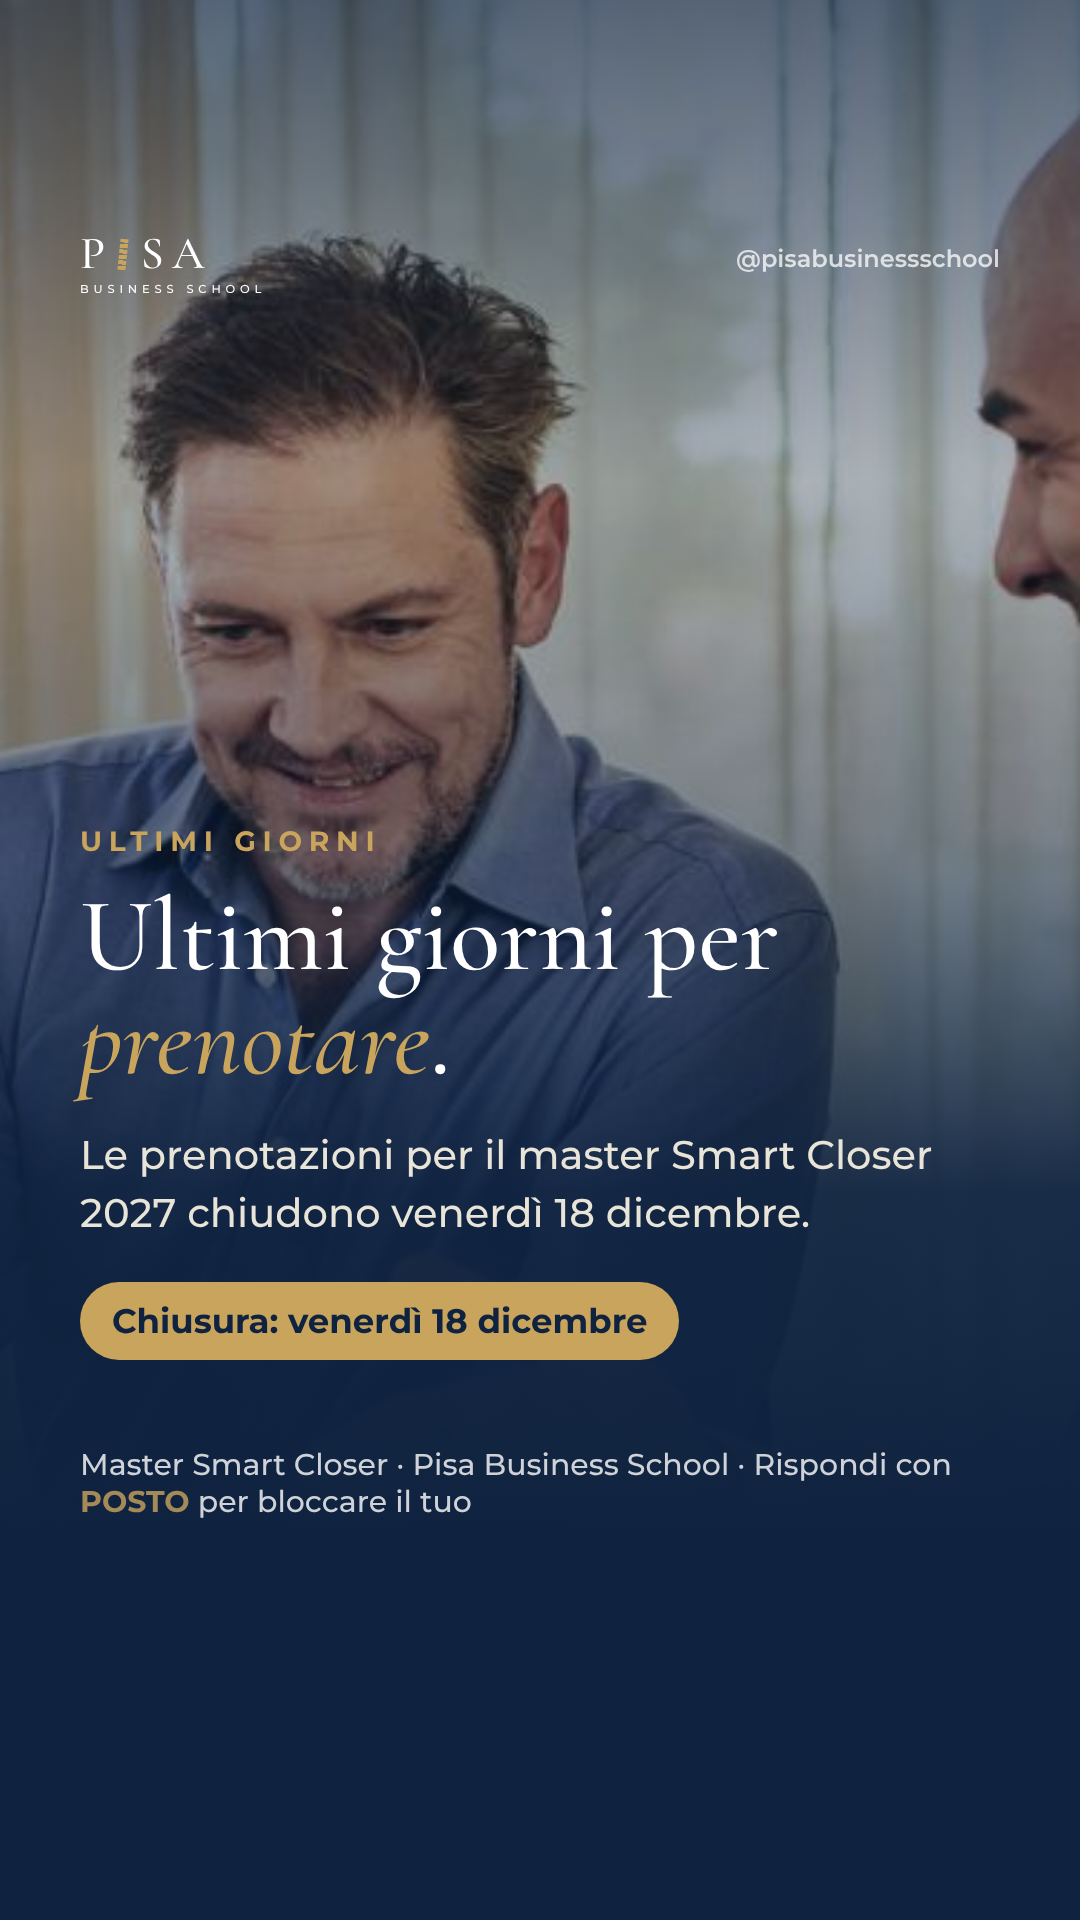 PISA
BUSINESS SCHOOL
@pisabusinessschool
ULTIMI GIORNI
Ultimi giorni per
prenotare.
Le prenotazioni per il master Smart Closer
2027 chiudono venerdì 18 dicembre.
Chiusura: venerdì 18 dicembre
Master Smart Closer · Pisa Business School · Rispondi con
POSTO per bloccare il tuo